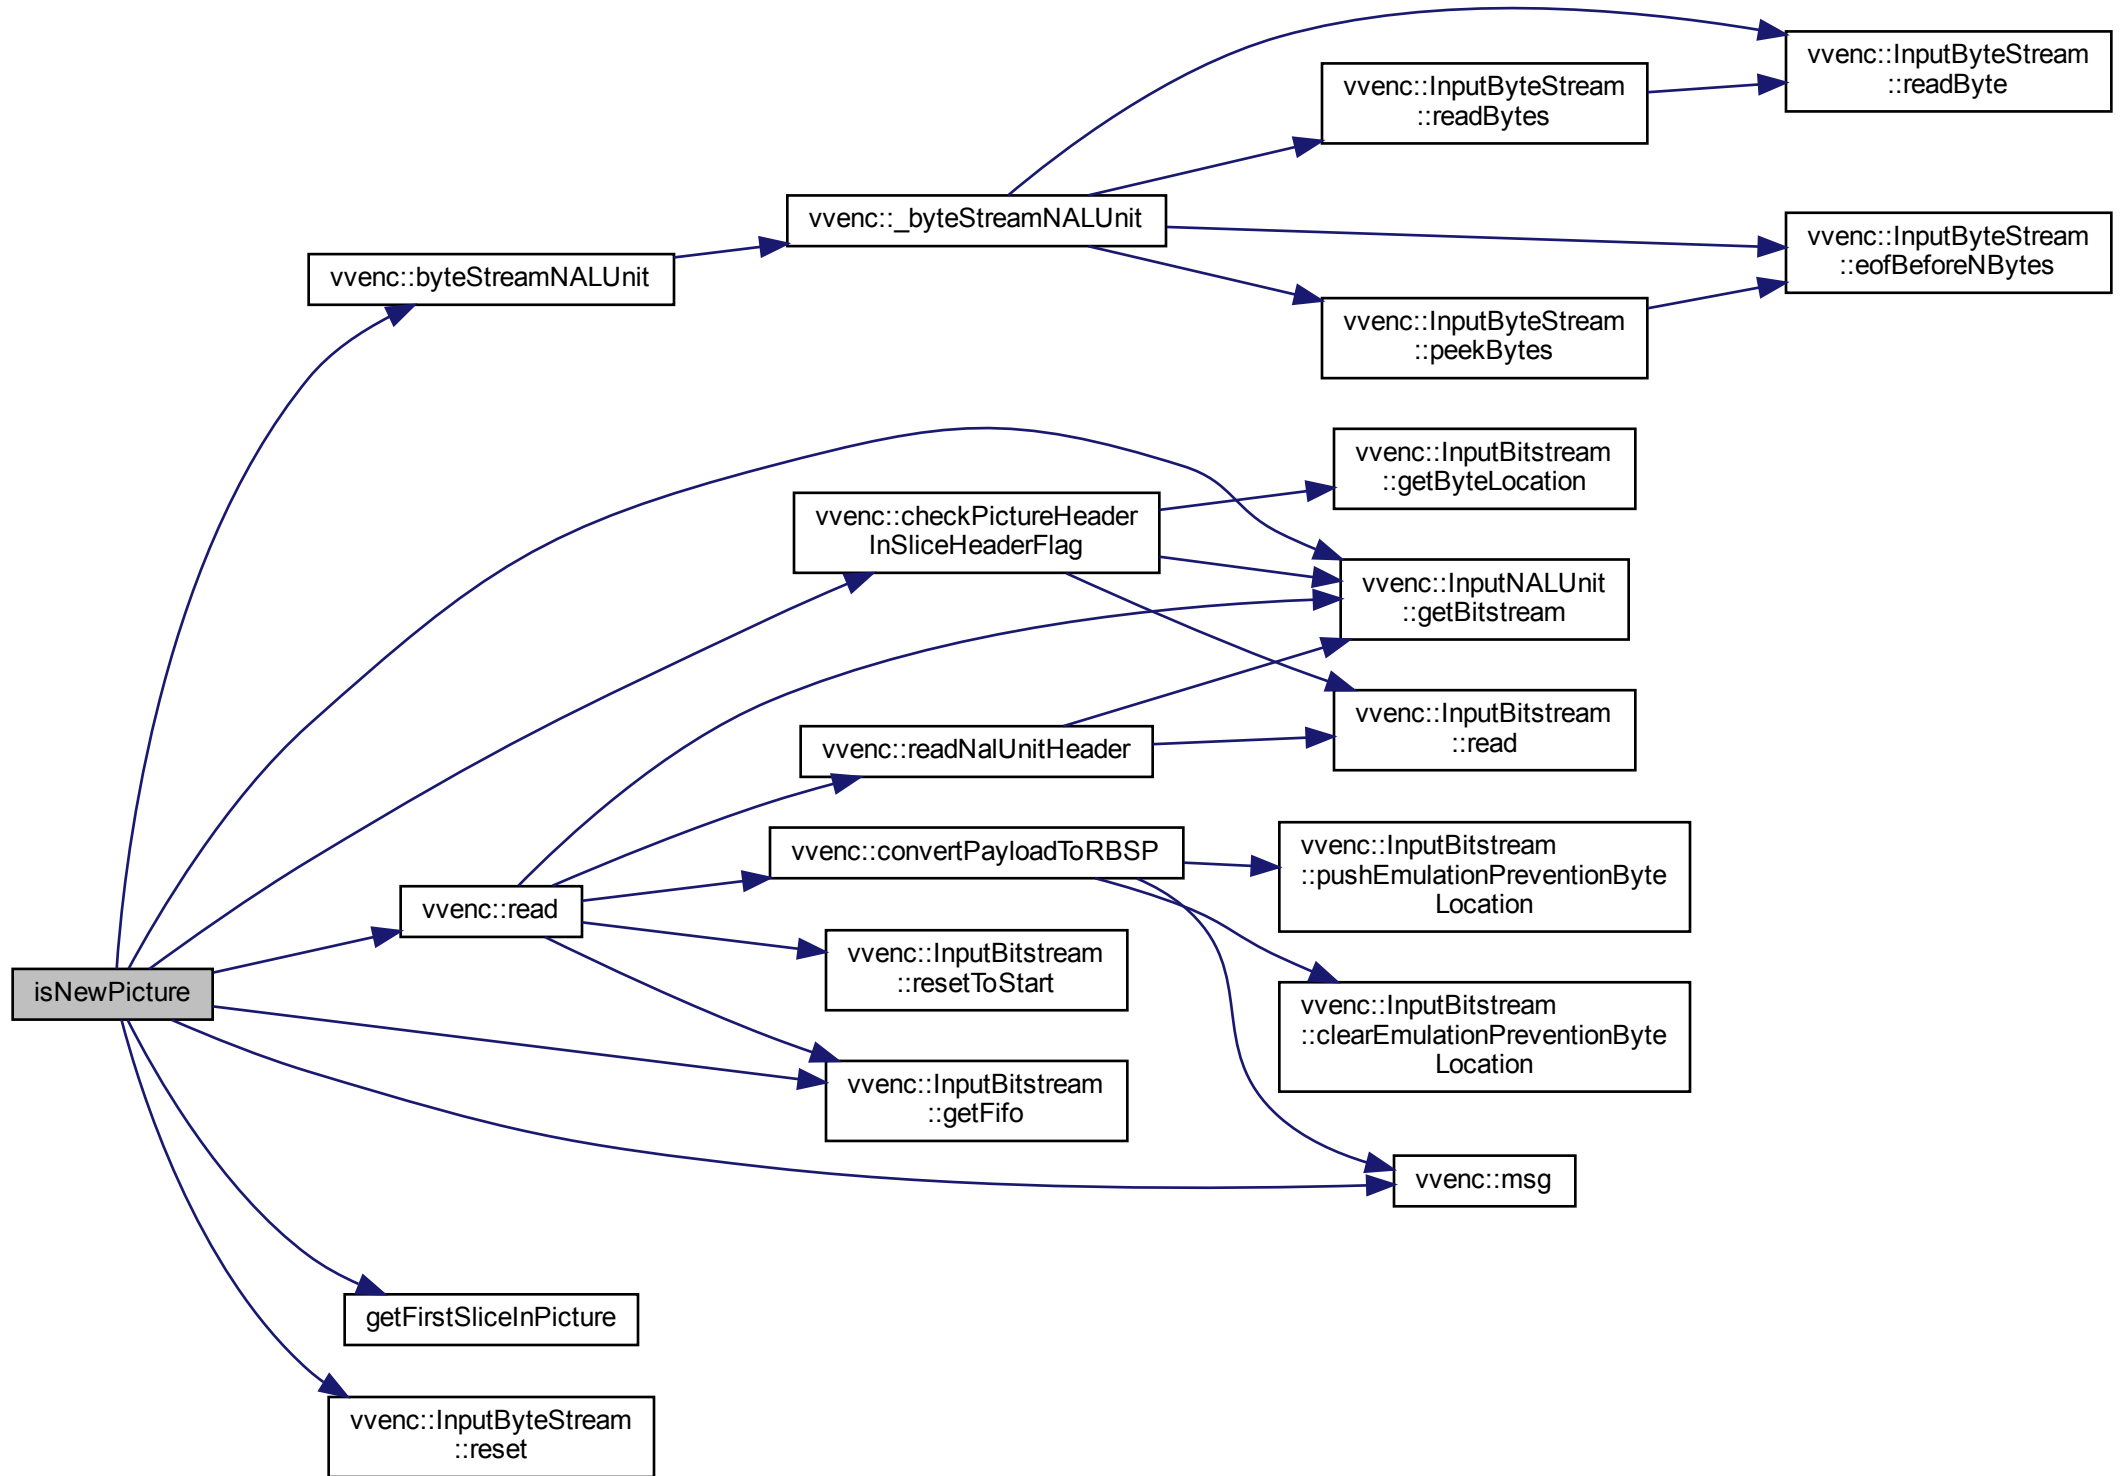 vvenc::InputByteStream
::readByte
vvenc::InputByteStream
::readBytes
vvenc::_byteStreamNALUnit
vvenc::InputByteStream
::eofBeforeNBytes
vvenc::byteStreamNALUnit
vvenc::InputByteStream
::peekBytes
vvenc::InputBitstream
::getByteLocation
vvenc::checkPictureHeader
InSliceHeaderFlag
vvenc::InputNALUnit
::getBitstream
vvenc::InputBitstream
::read
vvenc::readNalUnitHeader
vvenc::convertPayloadToRBSP
vvenc::InputBitstream
::pushEmulationPreventionByte
Location
vvenc::read
vvenc::InputBitstream
::resetToStart
isNewPicture
vvenc::InputBitstream
::clearEmulationPreventionByte
Location
vvenc::InputBitstream
::getFifo
vvenc::msg
getFirstSliceInPicture
vvenc::InputByteStream
::reset